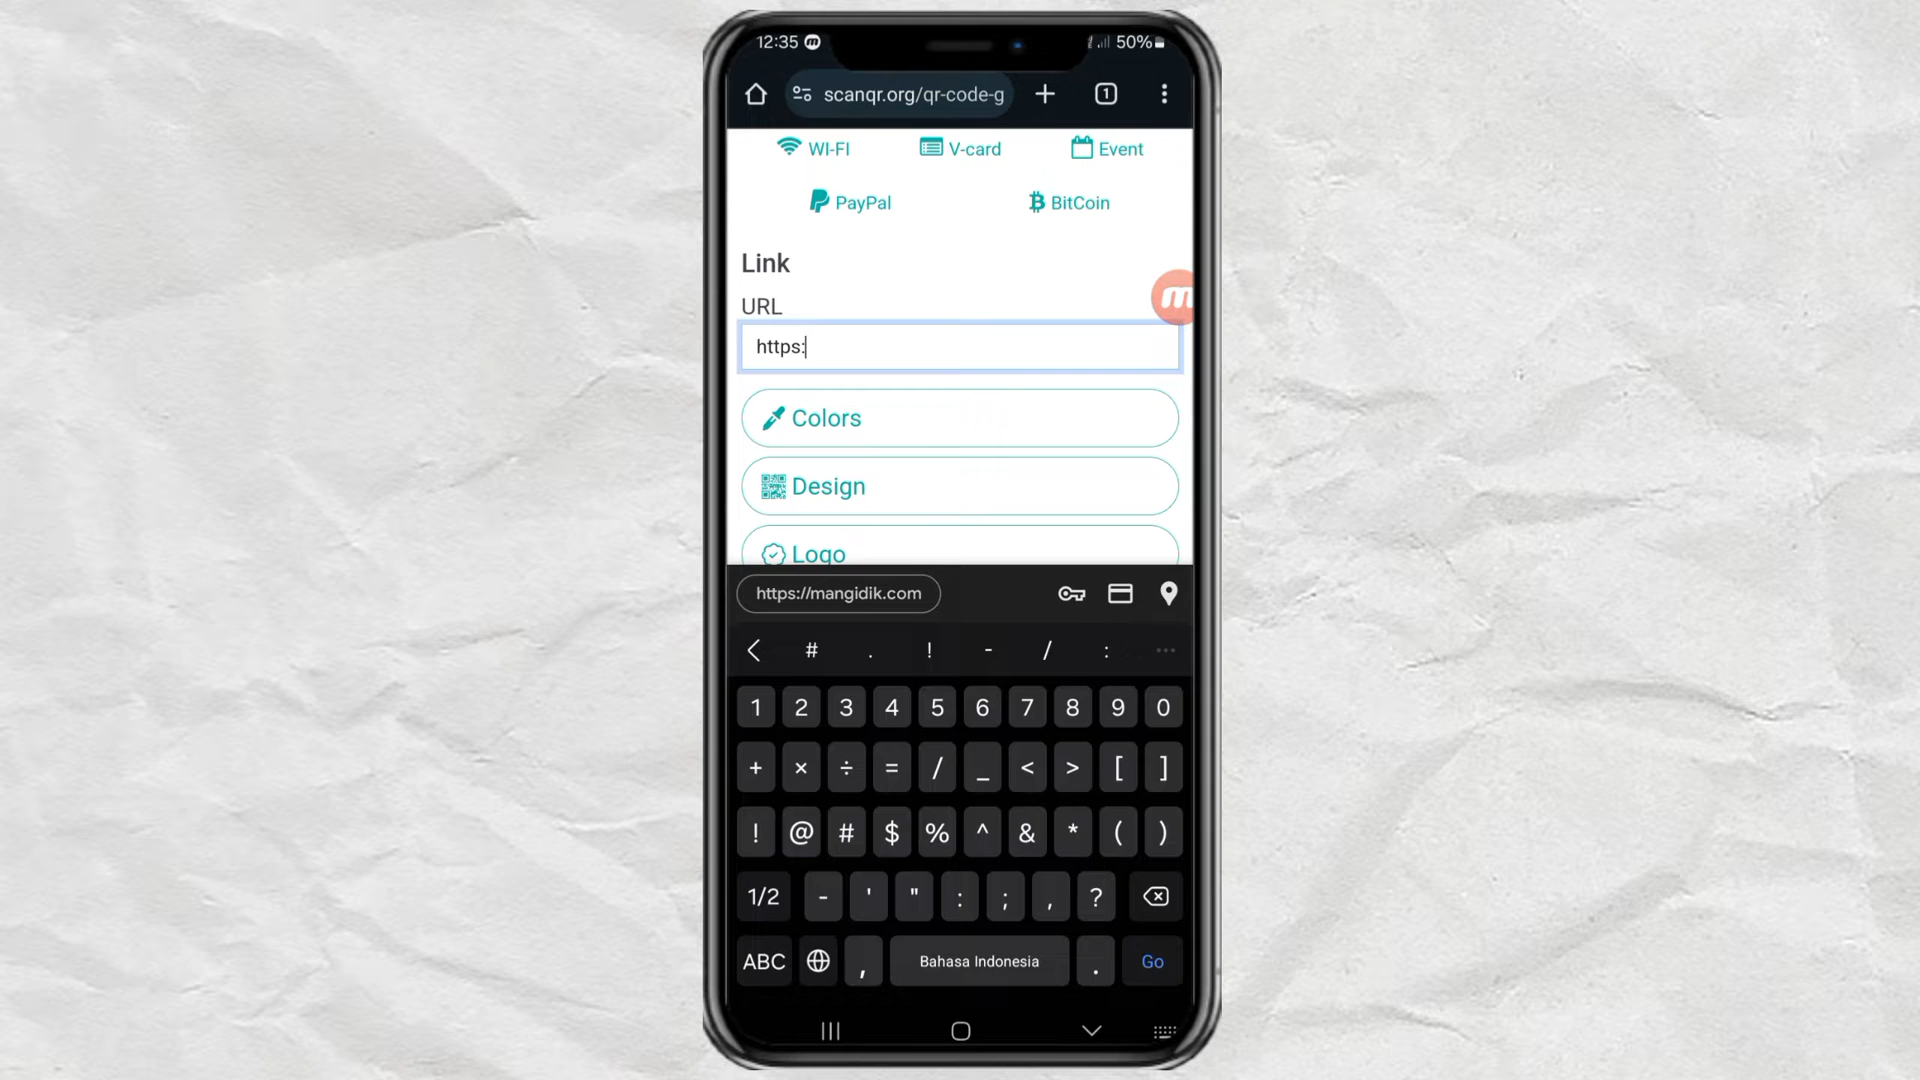 12:35 m 50%
scanqr.org/qr-code-g + 1
WI-FI V-card Event
PayPal BitCoin
Link
URL
https:
Colors
Design
Logo
https://mangidik.com
# . ! - / : ...
1 2 3 4 5 6 7 8 9 0
+ × ÷ = / _ < > [ ]
! @ # $ % ^ & * ( )
1/2 - ' " : ; , ?
ABC , Bahasa Indonesia . Go